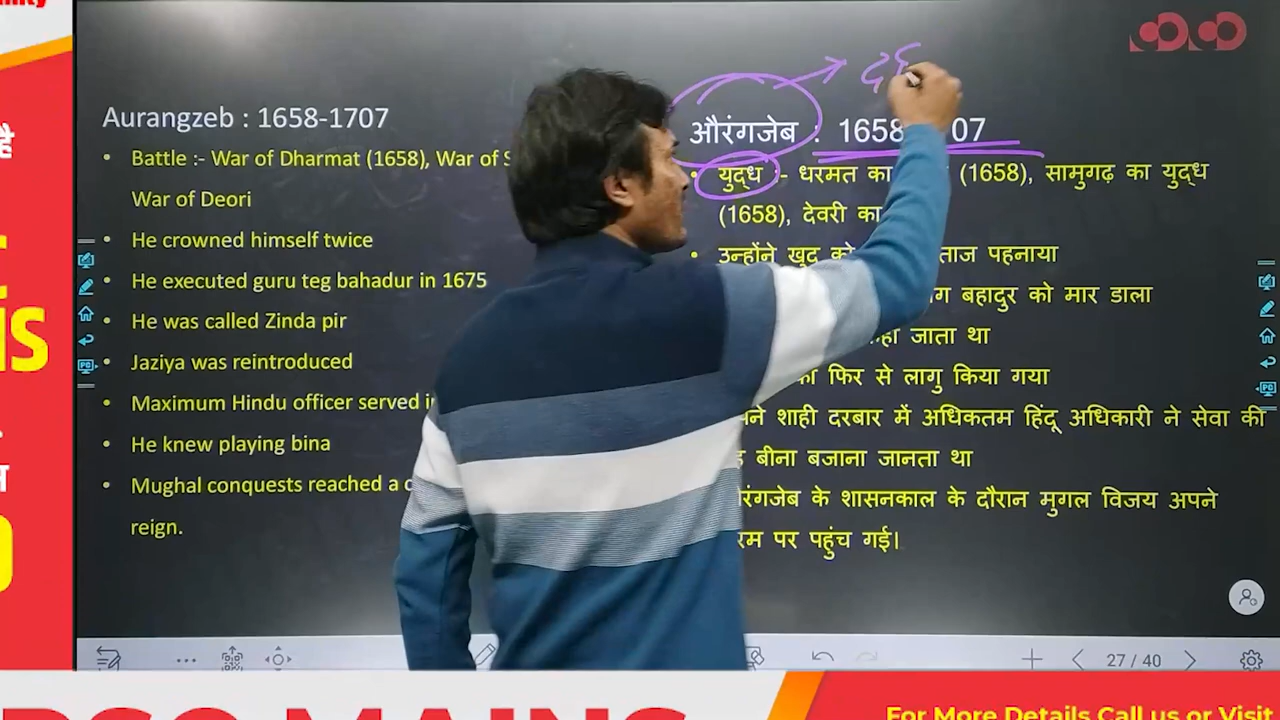 Aurangzeb : 1658-1707
• Battle :- War of Dharmat (1658), War of
War of Deori
• He crowned himself twice
• He executed guru teg bahadur in 1675
• He was called Zinda pir
• Jaziya was reintroduced
• Maximum Hindu officer served
• He knew playing bina
• Mughal conquests reached a
reign.
औरंगजेब : 1658 07
• युद्ध :- धरमत का (1658), सामुगढ़ का युद्ध
(1658), देवरी का
• उन्होंने खुद को ताज पहनाया
बहादुर को मार डाला
जाता था
फिर से लागु किया गया
शाही दरबार में अधिकतम हिंदू अधिकारी ने सेवा की
बीना बजाना जानता था
के शासनकाल के दौरान मुगल विजय अपने
पर पहुंच गई।
27 / 40
MAINS
For More Details Call us or Visit